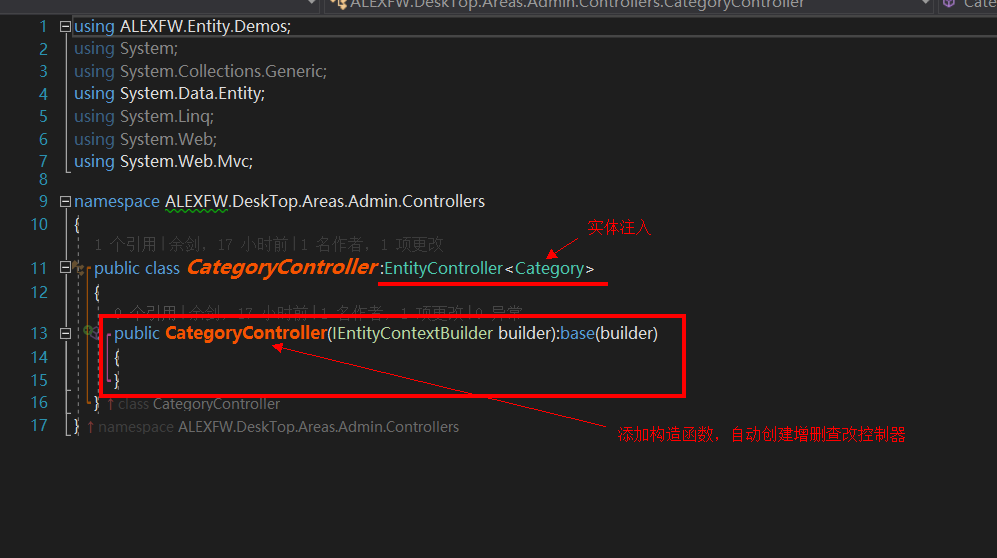 ALEXFW.DeskTop.Areas.Admin.Controllers.CategoryController
Cate
1 using ALEXFW.Entity.Demos;
2 using System;
3 using System.Collections.Generic;
4 using System.Data.Entity;
5 using System.Linq;
6 using System.Web;
7 using System.Web.Mvc;
8
9 namespace ALEXFW.DeskTop.Areas.Admin.Controllers
10 {
1 个引用|余剑，17 小时前|1 名作者，1 项更改
实体注入
11 public class CategoryController:EntityController<Category>
12 {
0 个引用|余剑，17 小时前|1 名作者，1 项更改|0 异常
13 public CategoryController(IEntityContextBuilder builder):base(builder)
14 {
15 }
16 } ↑ class CategoryController
17 } ↑ namespace ALEXFW.DeskTop.Areas.Admin.Controllers
添加构造函数，自动创建增删查改控制器